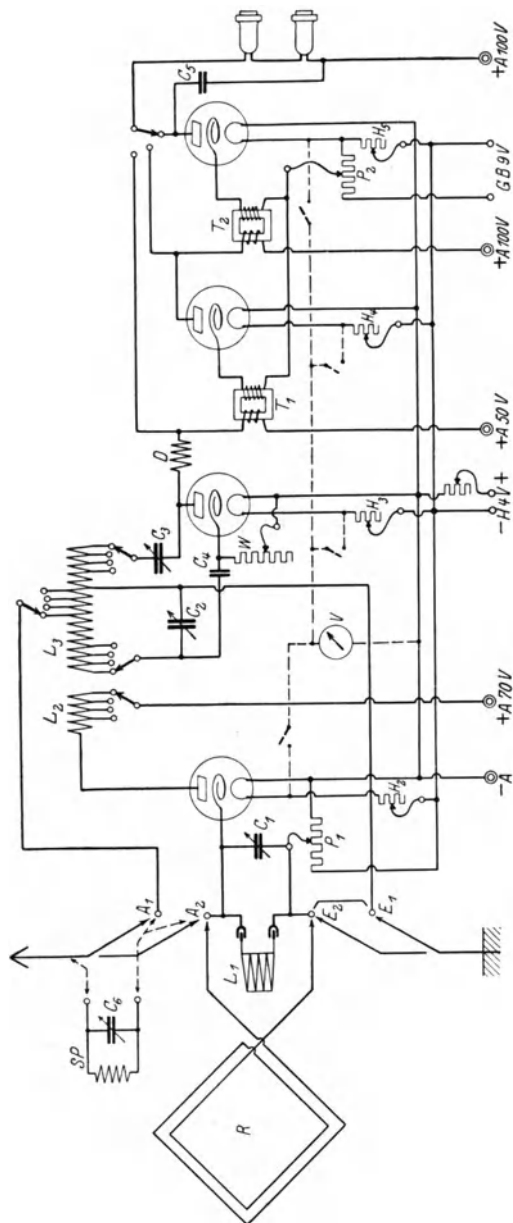 SP
C₆
A₁
A₂
L₁
R
E₂
E₁
C₁
P₁
H₂
L₂
L₃
C₂
C₃
C₄
D
W
V
H₃
T₁
H₄
T₂
P₂
H₅
C₅
−A
+A70V
−H4V+
+A50V
+A100V
GB9V
+A100V